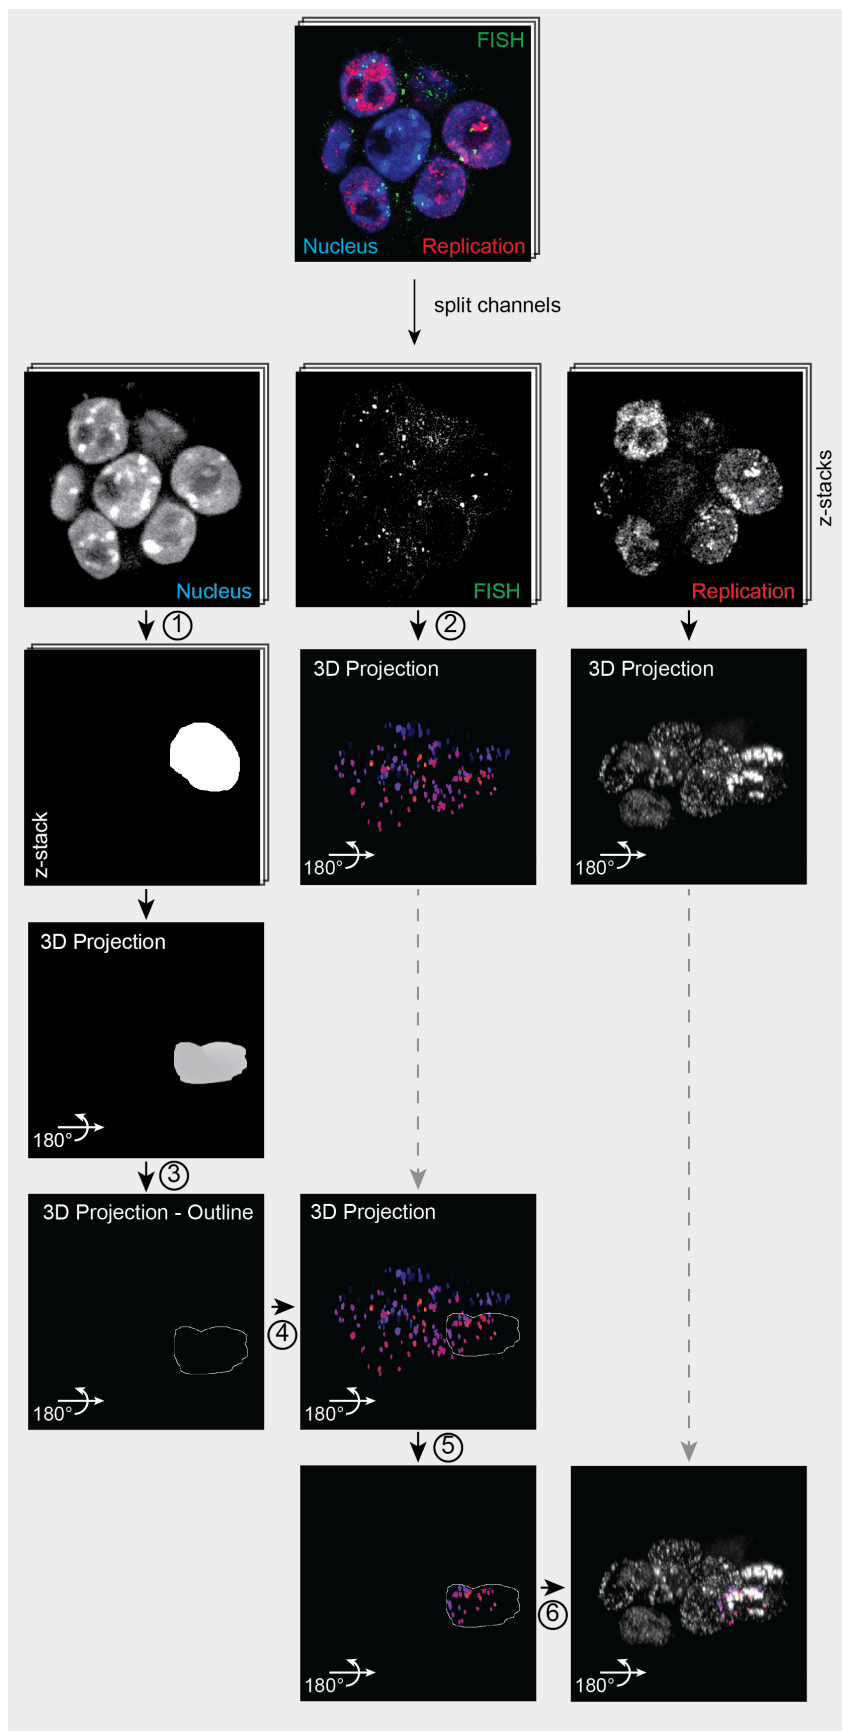 FISH
Nucleus
Replication
split channels
Nucleus
FISH
Replication
z-stacks
1
2
3D Projection
3D Projection
z-stack
180°
180°
3D Projection
180°
3
3D Projection - Outline
3D Projection
4
180°
180°
5
6
180°
180°